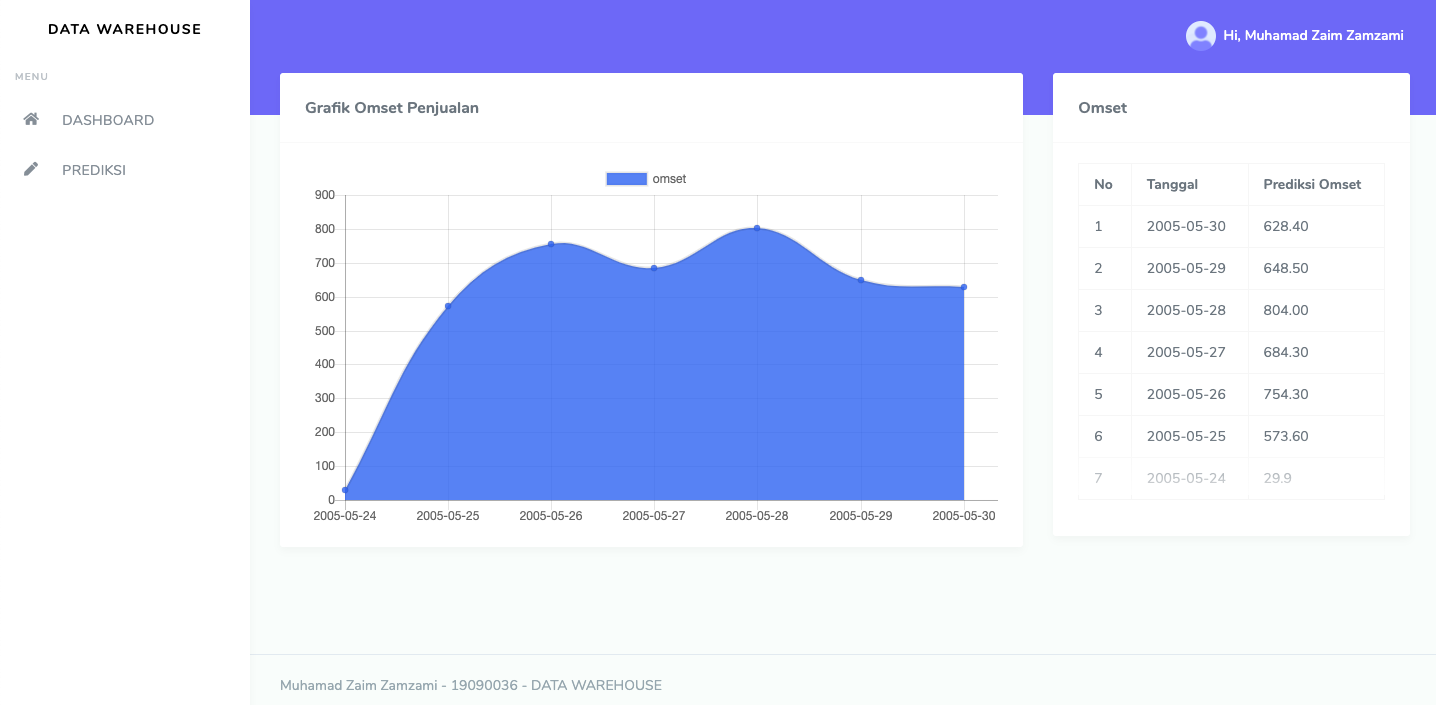 DATA WAREHOUSE
MENU
DASHBOARD
PREDIKSI
Hi, Muhamad Zaim Zamzami
Grafik Omset Penjualan
omset
900
800
700
600
500
400
300
200
100
0
2005-05-24 2005-05-25 2005-05-26 2005-05-27 2005-05-28 2005-05-29 2005-05-30
Omset
No Tanggal Prediksi Omset
1 2005-05-30 628.40
2 2005-05-29 648.50
3 2005-05-28 804.00
4 2005-05-27 684.30
5 2005-05-26 754.30
6 2005-05-25 573.60
7 2005-05-24 29.9
Muhamad Zaim Zamzami - 19090036 - DATA WAREHOUSE